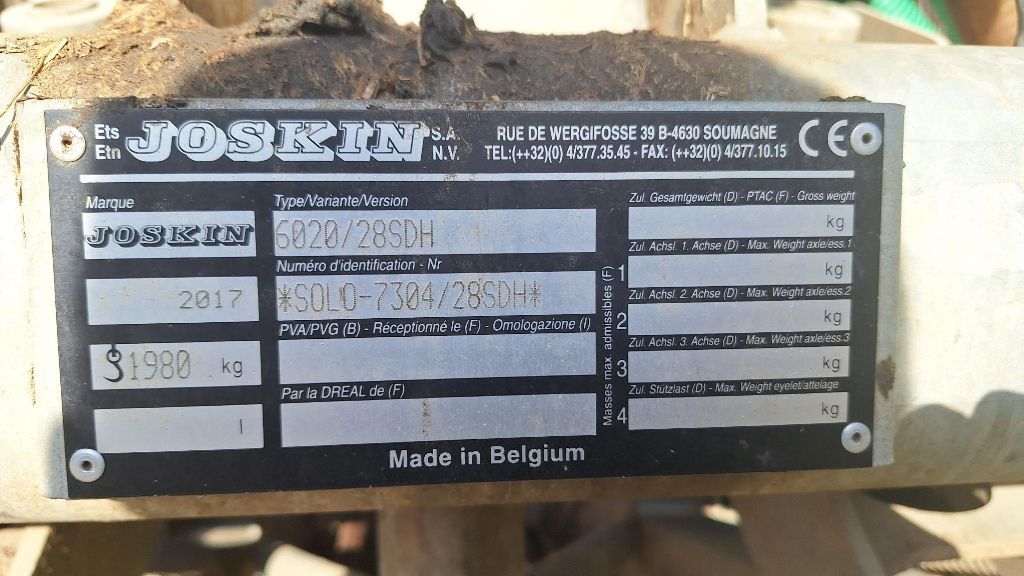 Ets
Etn
JOSKIN
S.A.
N.V.
RUE DE WERGIFOSSE 39 B-4630 SOUMAGNE
TEL:(++32)(0) 4/377.35.45 - FAX: (++32)(0) 4/377.10.15
CE
Marque
JOSKIN
2017
1980 kg
l
Type/Variante/Version
6020/28SDH
Numéro d'identification - Nr
*SOLO-7304/28SDH*
PVA/PVG (B) - Réceptionné le (F) - Omologazione (I)
Par la DREAL de (F)
Made in Belgium
Masses max. admissibles (F)
Zul. Gesamtgewicht (D) - PTAC (F) - Gross weight
kg
Zul. Achsl. 1. Achse (D) - Max. Weight axle/ess.1
1 kg
Zul. Achsl. 2. Achse (D) - Max. Weight axle/ess.2
2 kg
Zul. Achsl. 3. Achse (D) - Max. Weight axle/ess.3
3 kg
Zul. Stützlast (D) - Max. Weight eyelet/attelage
4 kg